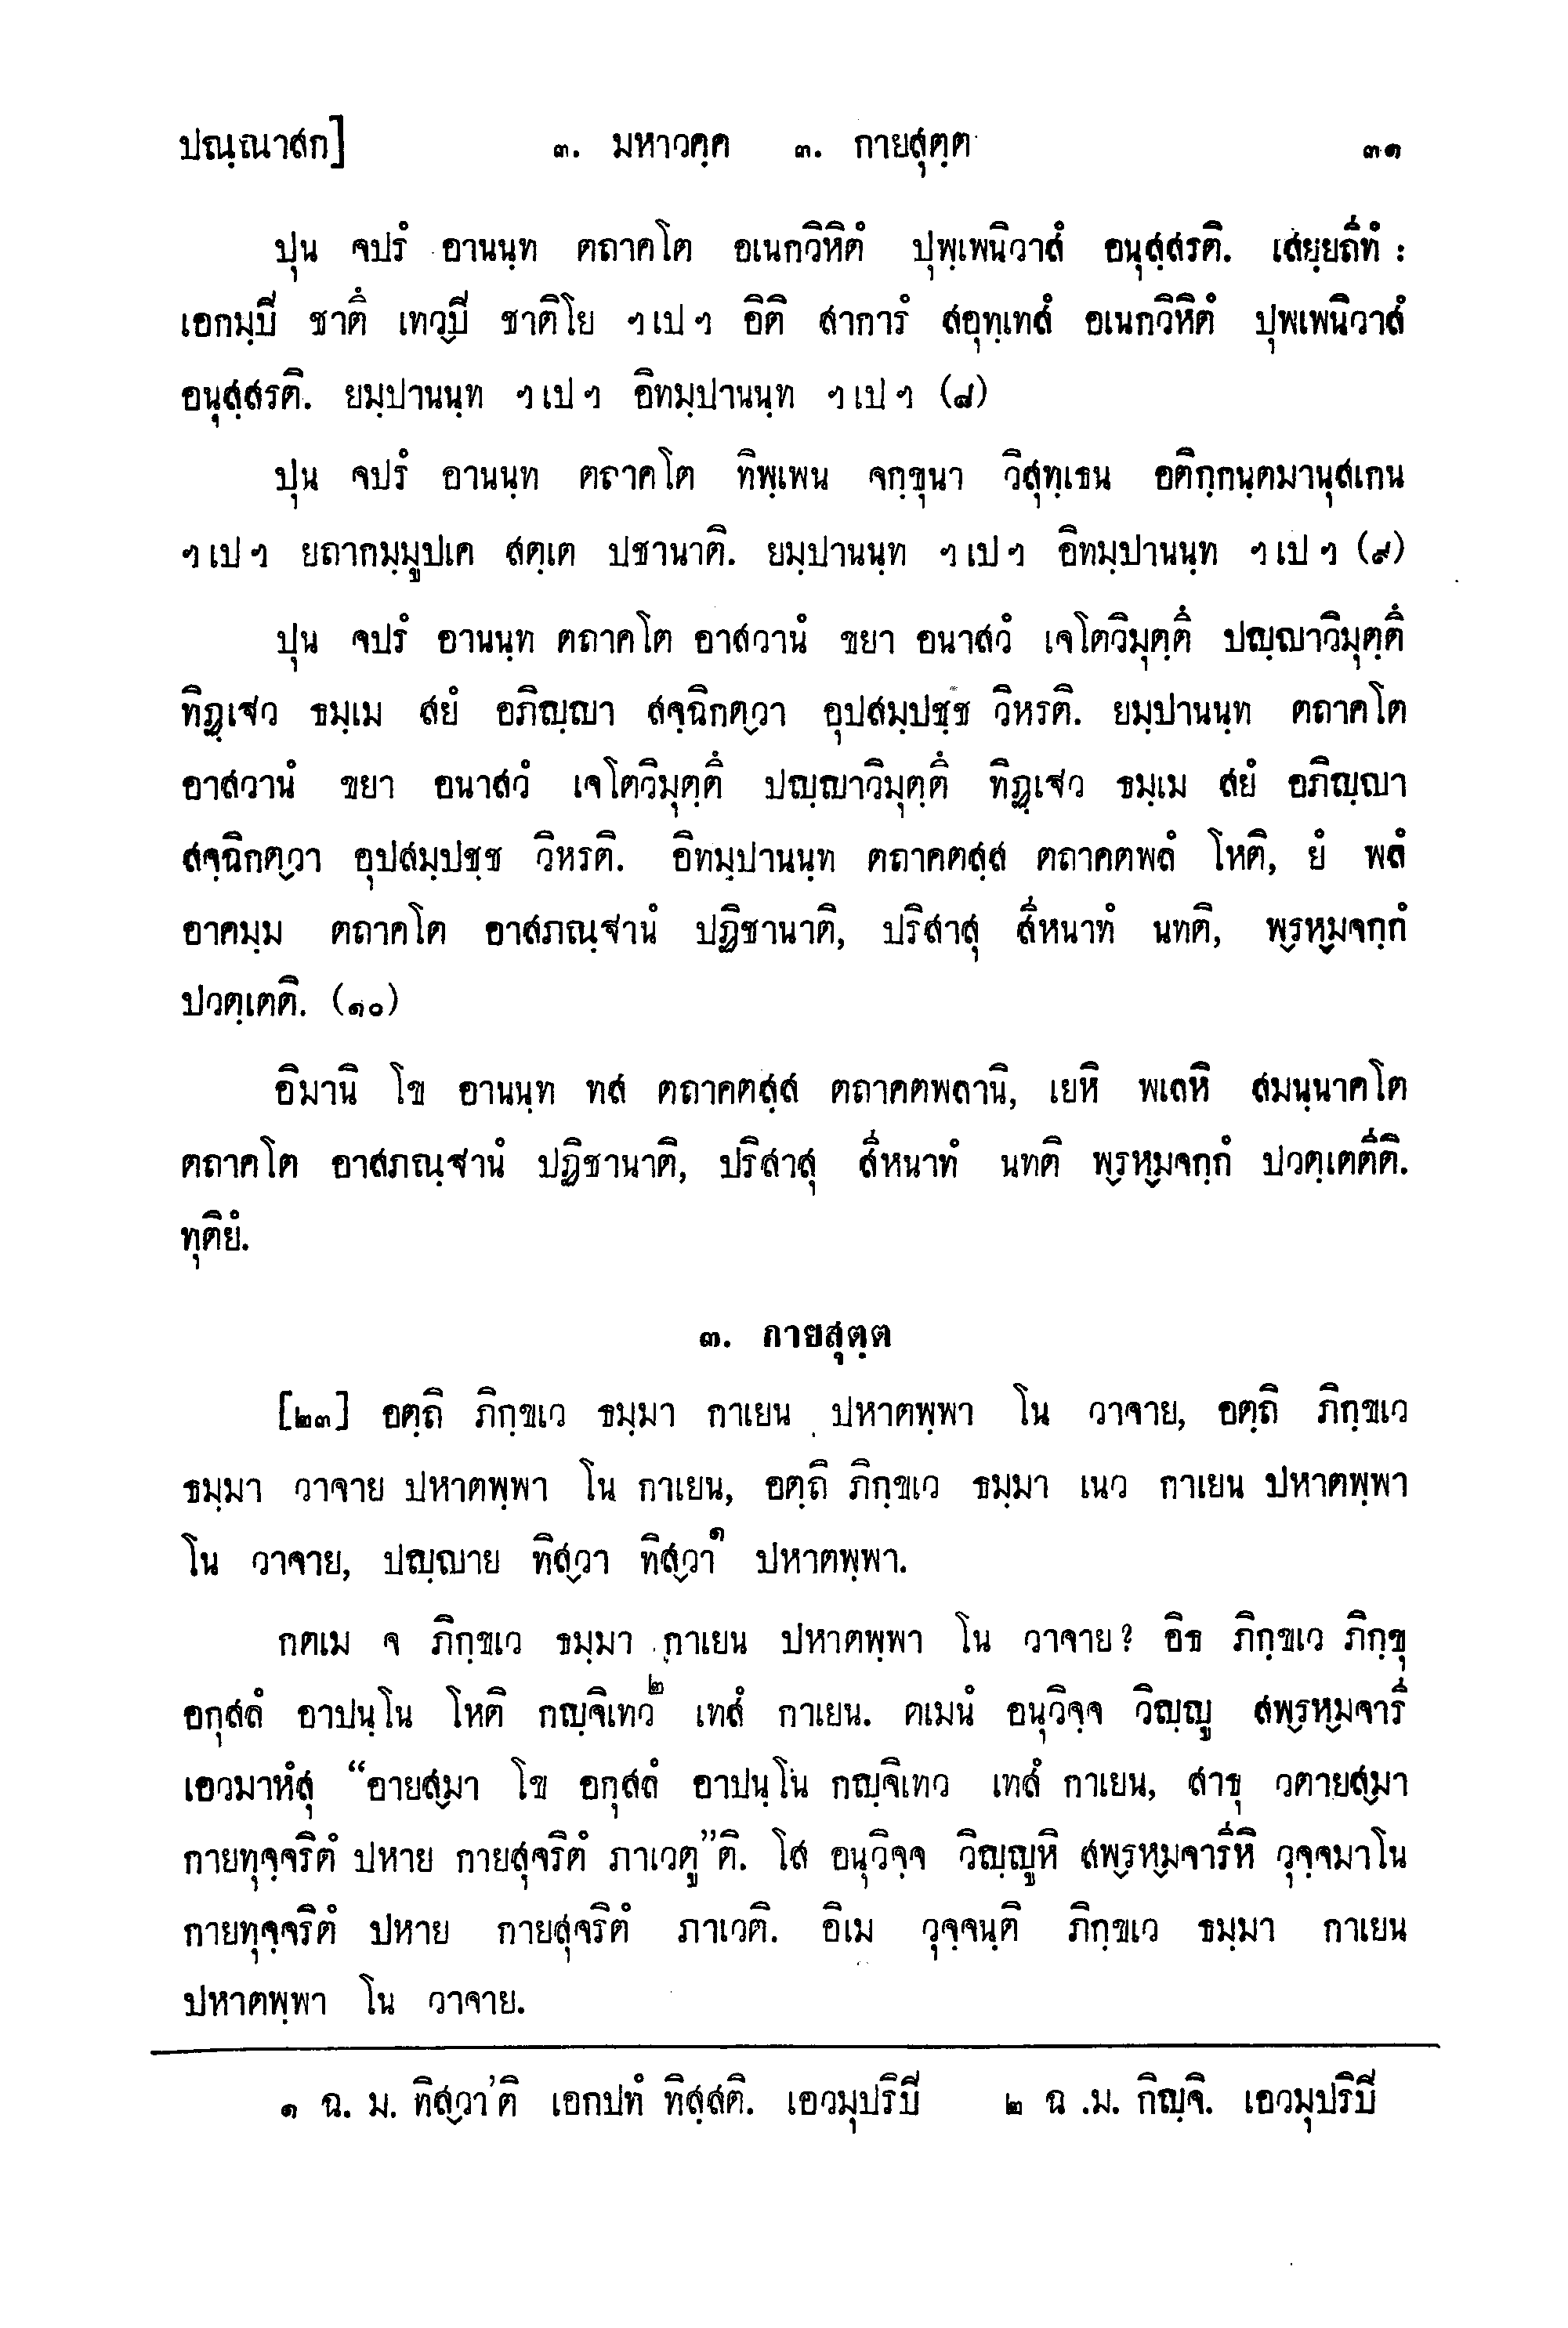 ปณฺณาสก] ๓. มหาวคฺค ๓. กายสุตฺต ๓๑
ปุน จปรํ อานนฺท ตถาคโต อเนกวิหิตํ ปุพฺเพนิวาสํ อนุสฺสรติ. เสยฺยถีทํ :
เอกมฺปี ชาตึ เทวฺปี ชาติโย ฯเปฯ อิติ สาการํ สอุทฺเทสํ อเนกวิหิตํ ปุพเพนิวาสํ
อนุสฺสรติ. ยมฺปานนฺท ฯเปฯ อิทมฺปานนฺท ฯเปฯ (๘)
ปุน จปรํ อานนฺท ตถาคโต ทิพฺเพน จกฺขุนา วิสุทฺเธน อติกฺกนฺตมานุสเกน
ฯเปฯ ยถากมฺมูปเค สตฺเต ปชานาติ. ยมฺปานนฺท ฯเปฯ อิทมฺปานนฺท ฯเปฯ (๙)
ปุน จปรํ อานนฺท ตถาคโต อาสวานํ ขยา อนาสวํ เจโตวิมุตฺตึ ปญฺญาวิมุตฺตึ
ทิฏฺเฐว ธมฺเม สยํ อภิญฺญา สจฺฉิกตฺวา อุปสมฺปชฺช วิหรติ. ยมฺปานนฺท ตถาคโต
อาสวานํ ขยา อนาสวํ เจโตวิมุตฺตึ ปญฺญาวิมุตฺตึ ทิฏฺเฐว ธมฺเม สยํ อภิญฺญา
สจฺฉิกตฺวา อุปสมฺปชฺช วิหรติ. อิทมฺปานนฺท ตถาคตสฺส ตถาคตพลํ โหติ, ยํ พลํ
อาคมฺม ตถาคโต อาสภณฺฐานํ ปฏิชานาติ, ปริสาสุ สีหนาทํ นทติ, พฺรหฺมจกฺกํ
ปวตฺเตติ. (๑๐)
อิมานิ โข อานนฺท ทส ตถาคตสฺส ตถาคตพลานิ, เยหิ พเลหิ สมนฺนาคโต
ตถาคโต อาสภณฺฐานํ ปฏิชานาติ, ปริสาสุ สีหนาทํ นทติ พฺรหฺมจกฺกํ ปวตฺเตตีติ.
ทุติยํ.
๓. กายสุตฺต
[๒๓] อตฺถิ ภิกฺขเว ธมฺมา กาเยน ปหาตพฺพา โน วาจาย, อตฺถิ ภิกฺขเว
ธมฺมา วาจาย ปหาตพฺพา โน กาเยน, อตฺถิ ภิกฺขเว ธมฺมา เนว กาเยน ปหาตพฺพา
โน วาจาย, ปญฺญาย ทิสฺวา ทิสฺวา๑ ปหาตพฺพา.
กตเม จ ภิกฺขเว ธมฺมา กาเยน ปหาตพฺพา โน วาจาย? อิธ ภิกฺขเว ภิกฺขุ
อกุสลํ อาปนฺโน โหติ กญฺจิเทว๒ เทสํ กาเยน. ตเมนํ อนุวิจฺจ วิญฺญู สพฺรหฺมจารี
เอวมาหํสุ “อายสฺมา โข อกุสลํ อาปนฺโน กญฺจิเทว เทสํ กาเยน, สาธุ วตายสฺมา
กายทุจฺจริตํ ปหาย กายสุจริตํ ภาเวตู”ติ. โส อนุวิจฺจ วิญฺญูหิ สพฺรหฺมจารีหิ วุจฺจมาโน
กายทุจฺจริตํ ปหาย กายสุจริตํ ภาเวติ. อิเม วุจฺจนฺติ ภิกฺขเว ธมฺมา กาเยน
ปหาตพฺพา โน วาจาย.
๑ ฉ. ม. ทิสฺวา'ติ เอกปทํ ทิสฺสติ. เอวมุปริปี ๒ ฉ .ม. กิญฺจิ. เอวมุปริปี